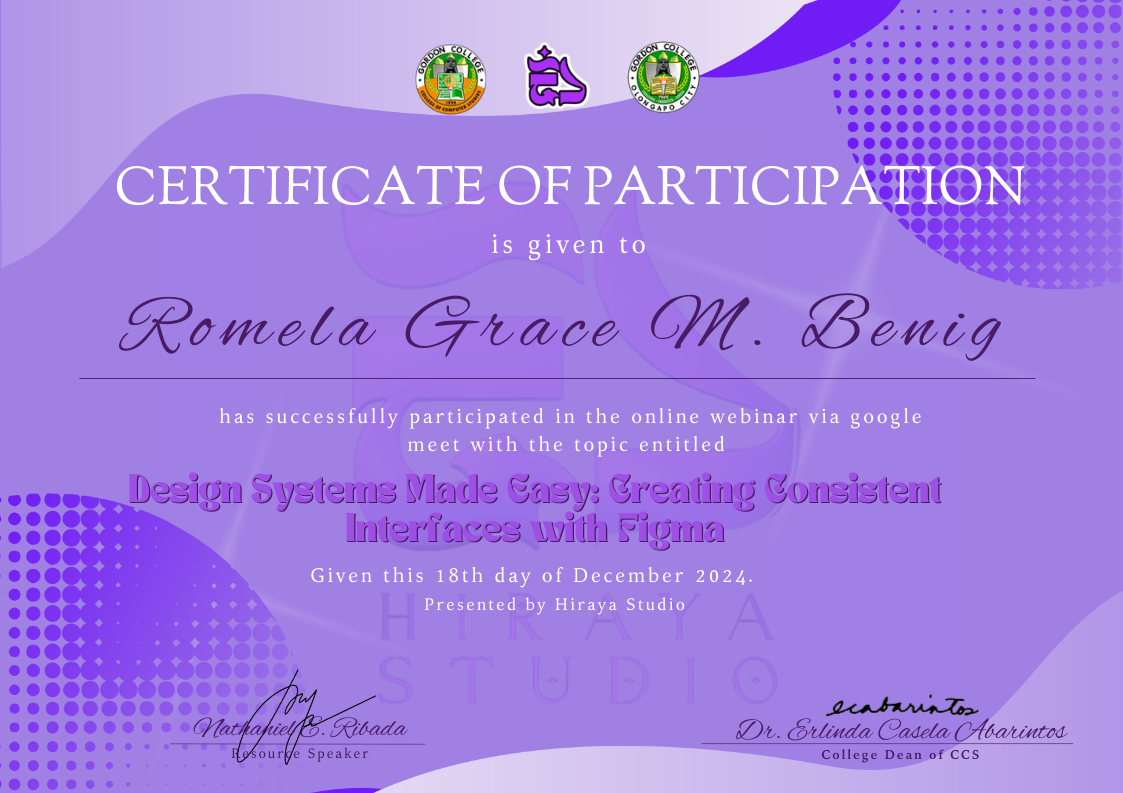 GORDON COLLEGE
COLLEGE OF COMPUTER STUDIES
1999
GORDON COLLEGE
OLONGAPO CITY
CERTIFICATE OF PARTICIPATION
is given to
Romela Grace M. Benig
has successfully participated in the online webinar via google
meet with the topic entitled
Design Systems Made Easy: Creating Consistent
Interfaces with Figma
Given this 18th day of December 2024.
Presented by Hiraya Studio
HIRAYA
STUDIO
ecabarintos
Nathaniel C. Ribada
Resource Speaker
Dr. Erlinda Casela Abarintos
College Dean of CCS